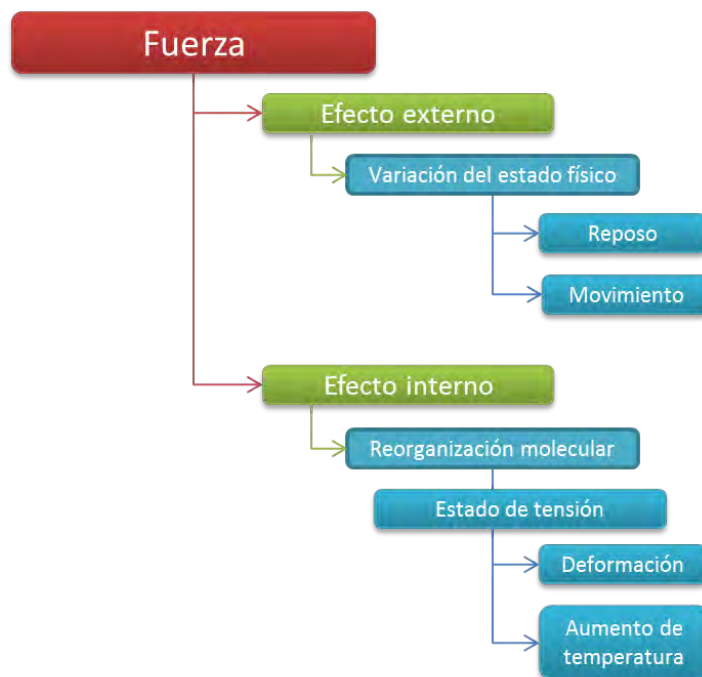 Fuerza
Efecto externo
Variación del estado físico
Reposo
Movimiento
Efecto interno
Reorganización molecular
Estado de tensión
Deformación
Aumento de
temperatura